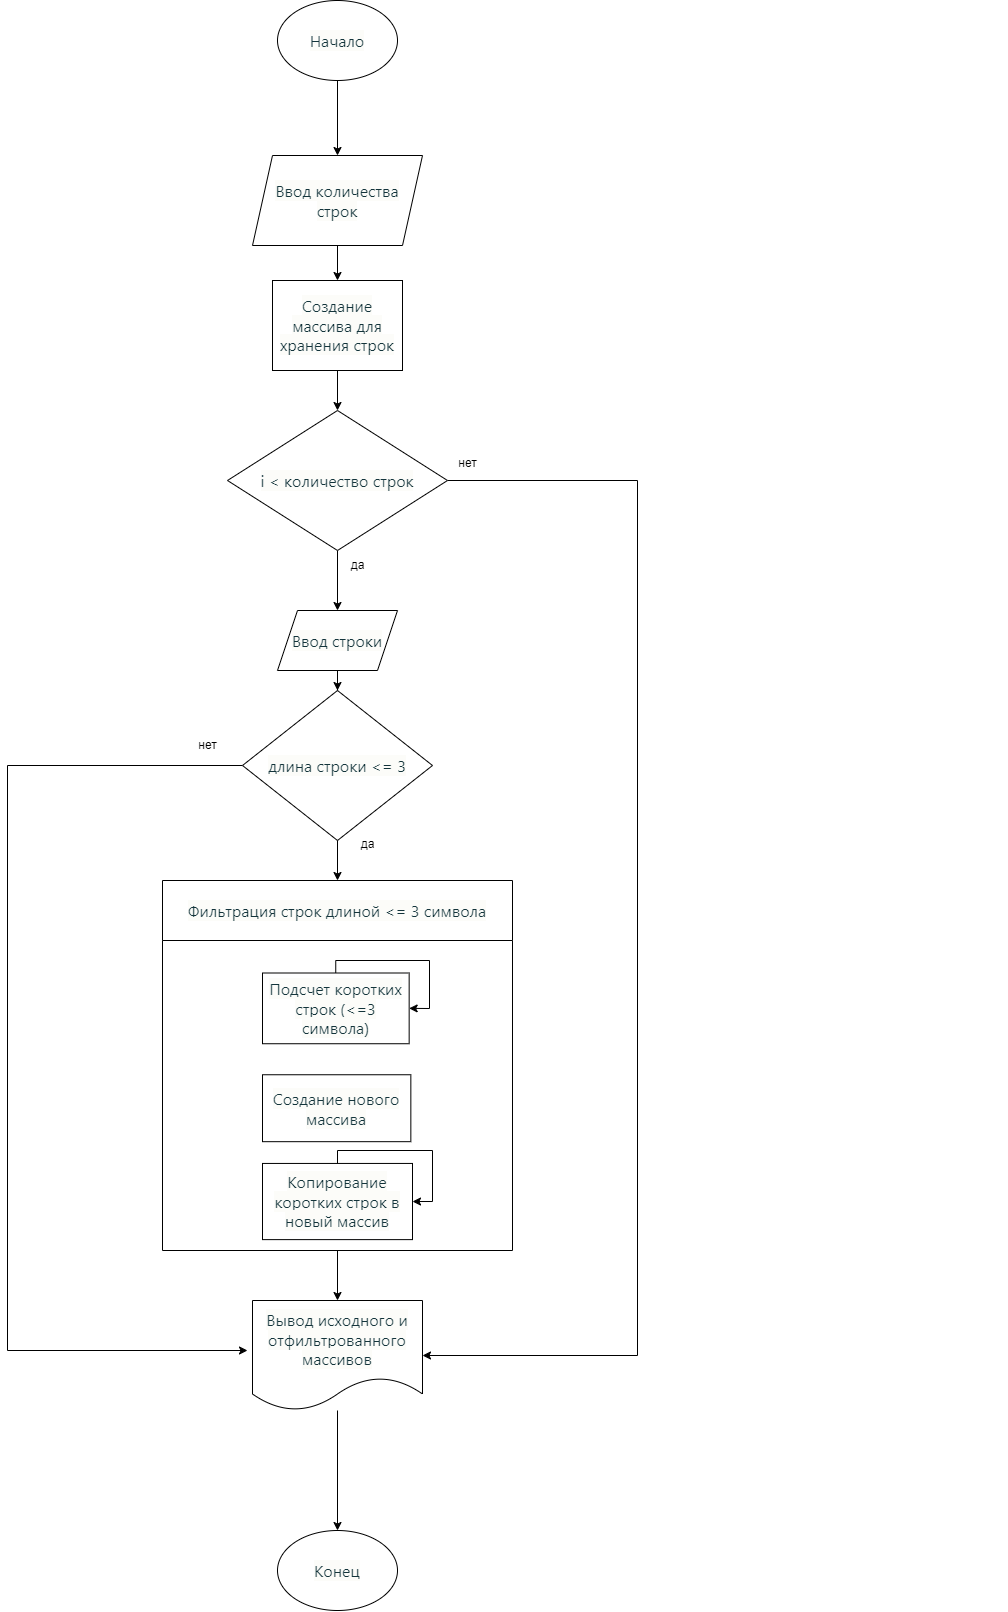 Начало
Ввод количества
строк
Создание
массива для
хранения строк
i < количество строк
нет
да
Ввод строки
нет
длина строки <= 3
да
Фильтрация строк длиной <= 3 символа
Подсчет коротких
строк (<=3
символа)
Создание нового
массива
Копирование
коротких строк в
новый массив
Вывод исходного и
отфильтрованного
массивов
Конец